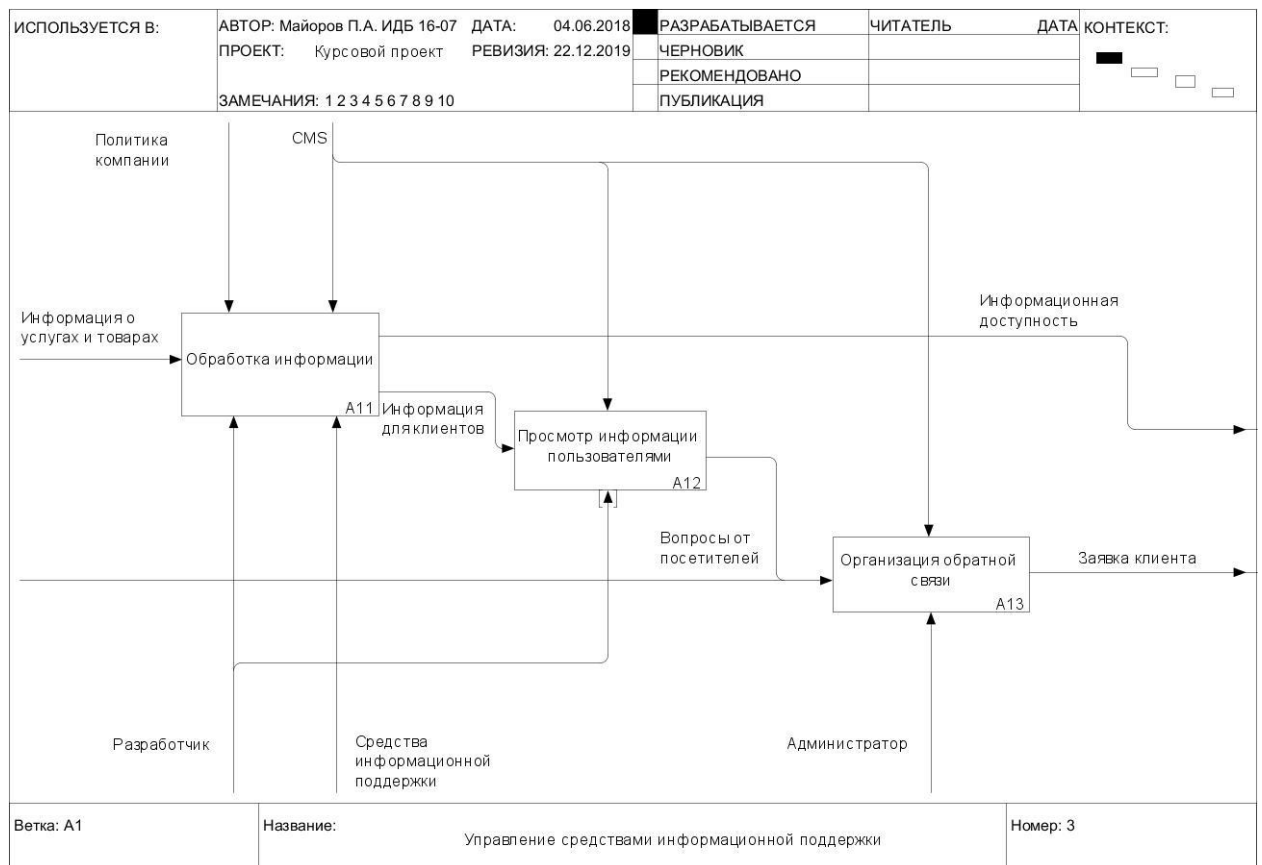 ИСПОЛЬЗУЕТСЯ В:
АВТОР: Майоров П.А. ИДБ 16-07
ДАТА: 04.06.2018
ПРОЕКТ: Курсовой проект
РЕВИЗИЯ: 22.12.2019
ЗАМЕЧАНИЯ: 1 2 3 4 5 6 7 8 9 10
РАЗРАБАТЫВАЕТСЯ
ЧЕРНОВИК
РЕКОМЕНДОВАНО
ПУБЛИКАЦИЯ
ЧИТАТЕЛЬ
ДАТА
КОНТЕКСТ:
Политика
компании
CMS
Информация о
услугах и товарах
Обработка информации
A11
Информационная
доступность
Информация
для клиентов
Просмотр информации
пользователями
A12
Вопросы от
посетителей
Организация обратной
связи
A13
Заявка клиента
Разработчик
Средства
информационной
поддержки
Администратор
Ветка: A1
Название:
Управление средствами информационной поддержки
Номер: 3